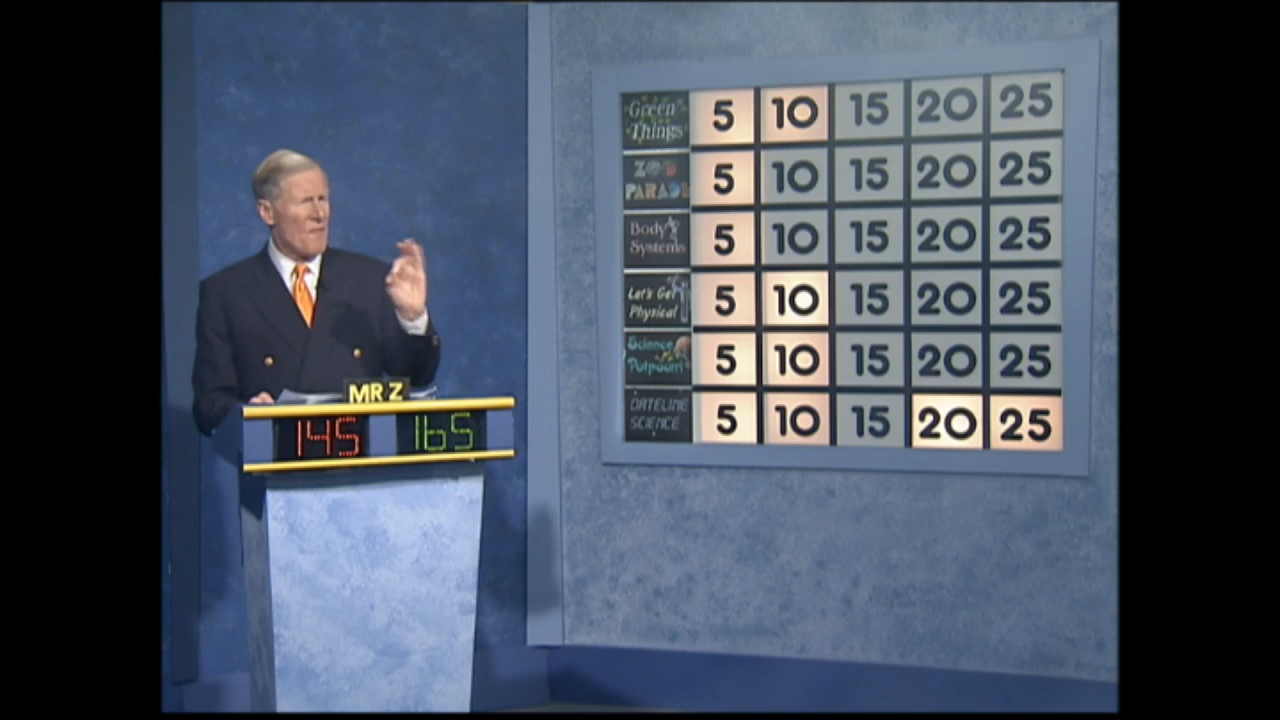 Green
Things
5 10 15 20 25
ZOO
PARADE
5 10 15 20 25
Body
Systems
5 10 15 20 25
Let's Get
Physical
5 10 15 20 25
Science
Potpourri
5 10 15 20 25
DATELINE
SCIENCE
5 10 15 20 25
MR Z
145 165